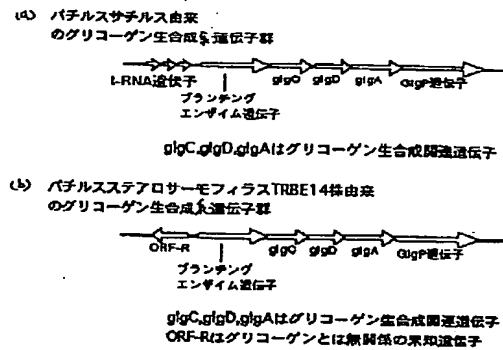 (a) バチルスサチルス由来
のグリコーゲン生合成系遺伝子群
t-RNA遺伝子
ブランチング
エンザイム遺伝子
glgC glgD glgA GlgP遺伝子
glgC,glgD,glgAはグリコーゲン生合成関連遺伝子
(b) バチルスステアロサーモフィラスTRBE14株由来
のグリコーゲン生合成系遺伝子群
ORF-R
ブランチング
エンザイム遺伝子
glgC glgD glgA GlgP遺伝子
glgC,glgD,glgAはグリコーゲン生合成関連遺伝子
ORF-Rはグリコーゲンとは無関係の未知遺伝子